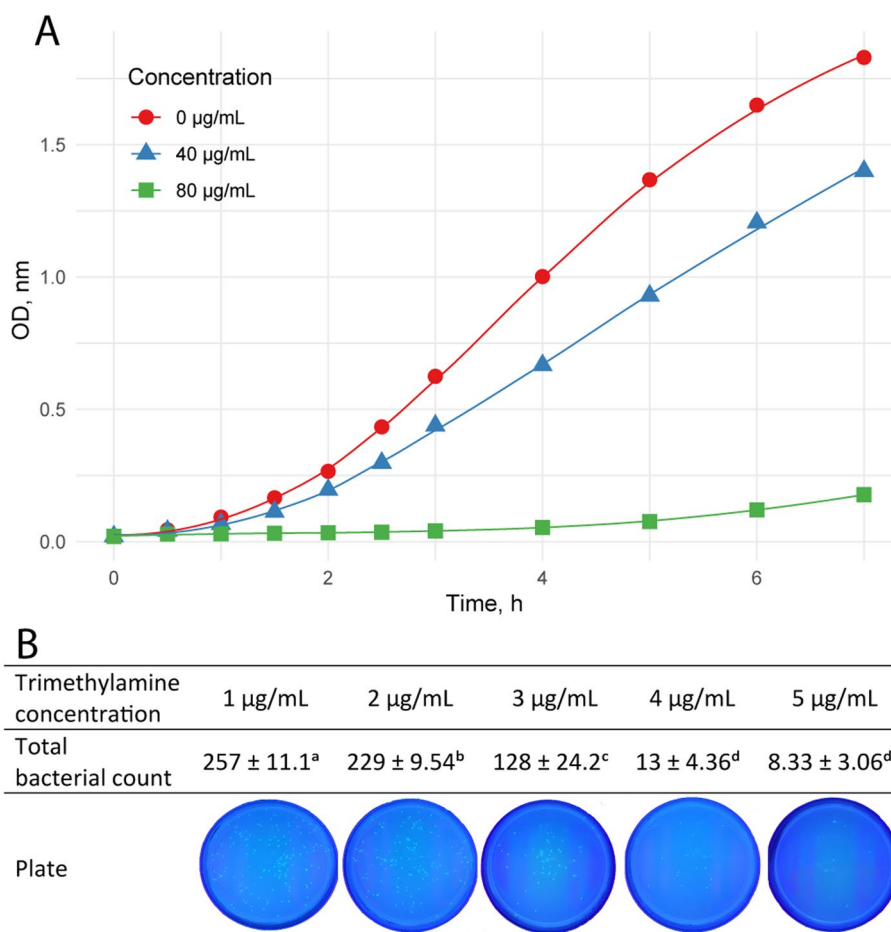 A
Concentration
0 µg/mL
40 µg/mL
80 µg/mL
1.5
1.0
0.5
0.0
OD, nm
0 2 4 6
Time, h
B
Trimethylamine
concentration
1 µg/mL 2 µg/mL 3 µg/mL 4 µg/mL 5 µg/mL
Total
bacterial count
257 ± 11.1ᵃ 229 ± 9.54ᵇ 128 ± 24.2ᶜ 13 ± 4.36ᵈ 8.33 ± 3.06ᵈ
Plate